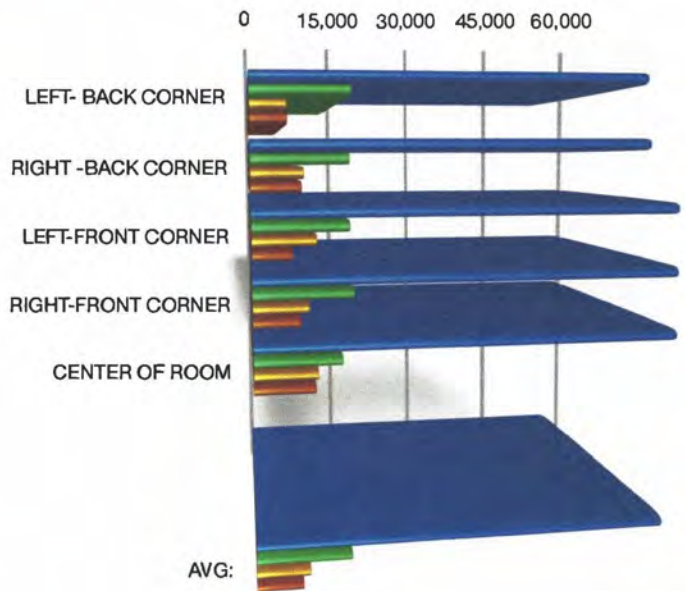 0 15,000 30,000 45,000 60,000
LEFT- BACK CORNER
RIGHT -BACK CORNER
LEFT-FRONT CORNER
RIGHT-FRONT CORNER
CENTER OF ROOM
AVG: